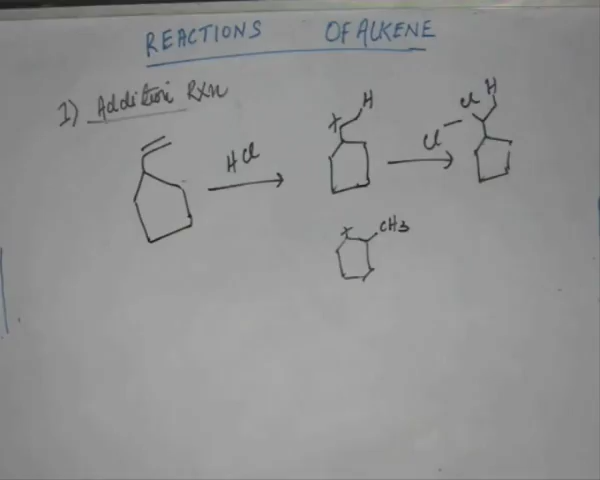 REACTIONS OF ALKENE
1) Addition Rxn
HCl
+
H
Cl
Cl
H
+
CH3